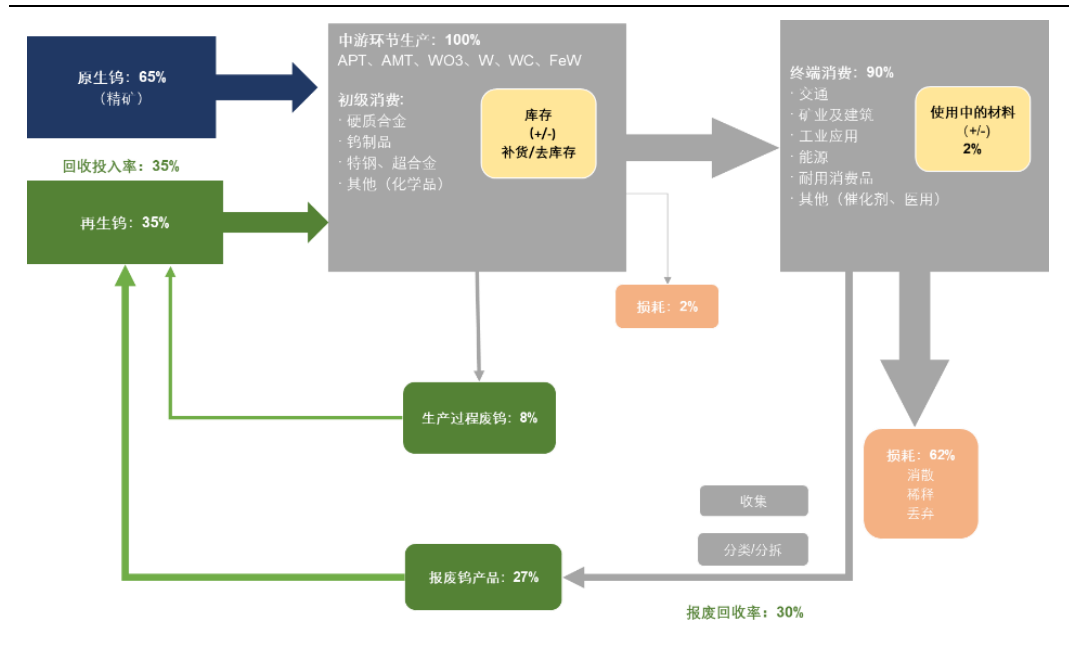 原生钨：65%
（精矿）
回收投入率：35%
再生钨：35%
中游环节生产：100%
APT、AMT、WO3、W、WC、FeW
初级消费：
· 硬质合金
· 钨制品
· 特钢、超合金
· 其他（化学品）
库存
(+/-)
补货/去库存
终端消费：90%
· 交通
· 矿业及建筑
· 工业应用
· 能源
· 耐用消费品
· 其他（催化剂、医用）
使用中的材料
(+/-)
2%
损耗：2%
生产过程废钨：8%
损耗：62%
消散
稀释
丢弃
收集
分类/分拆
报废钨产品：27%
报废回收率：30%